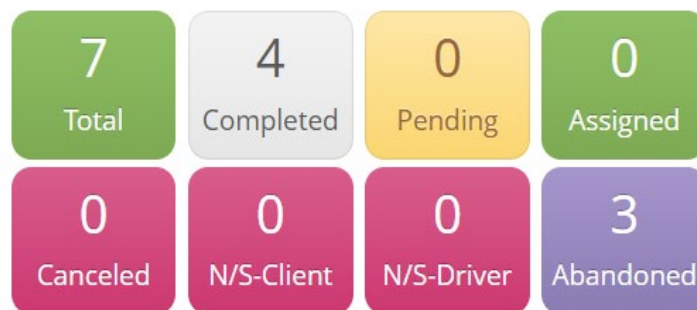 7 4 0 0
Total Completed Pending Assigned
0 0 0 3
Canceled N/S-Client N/S-Driver Abandoned